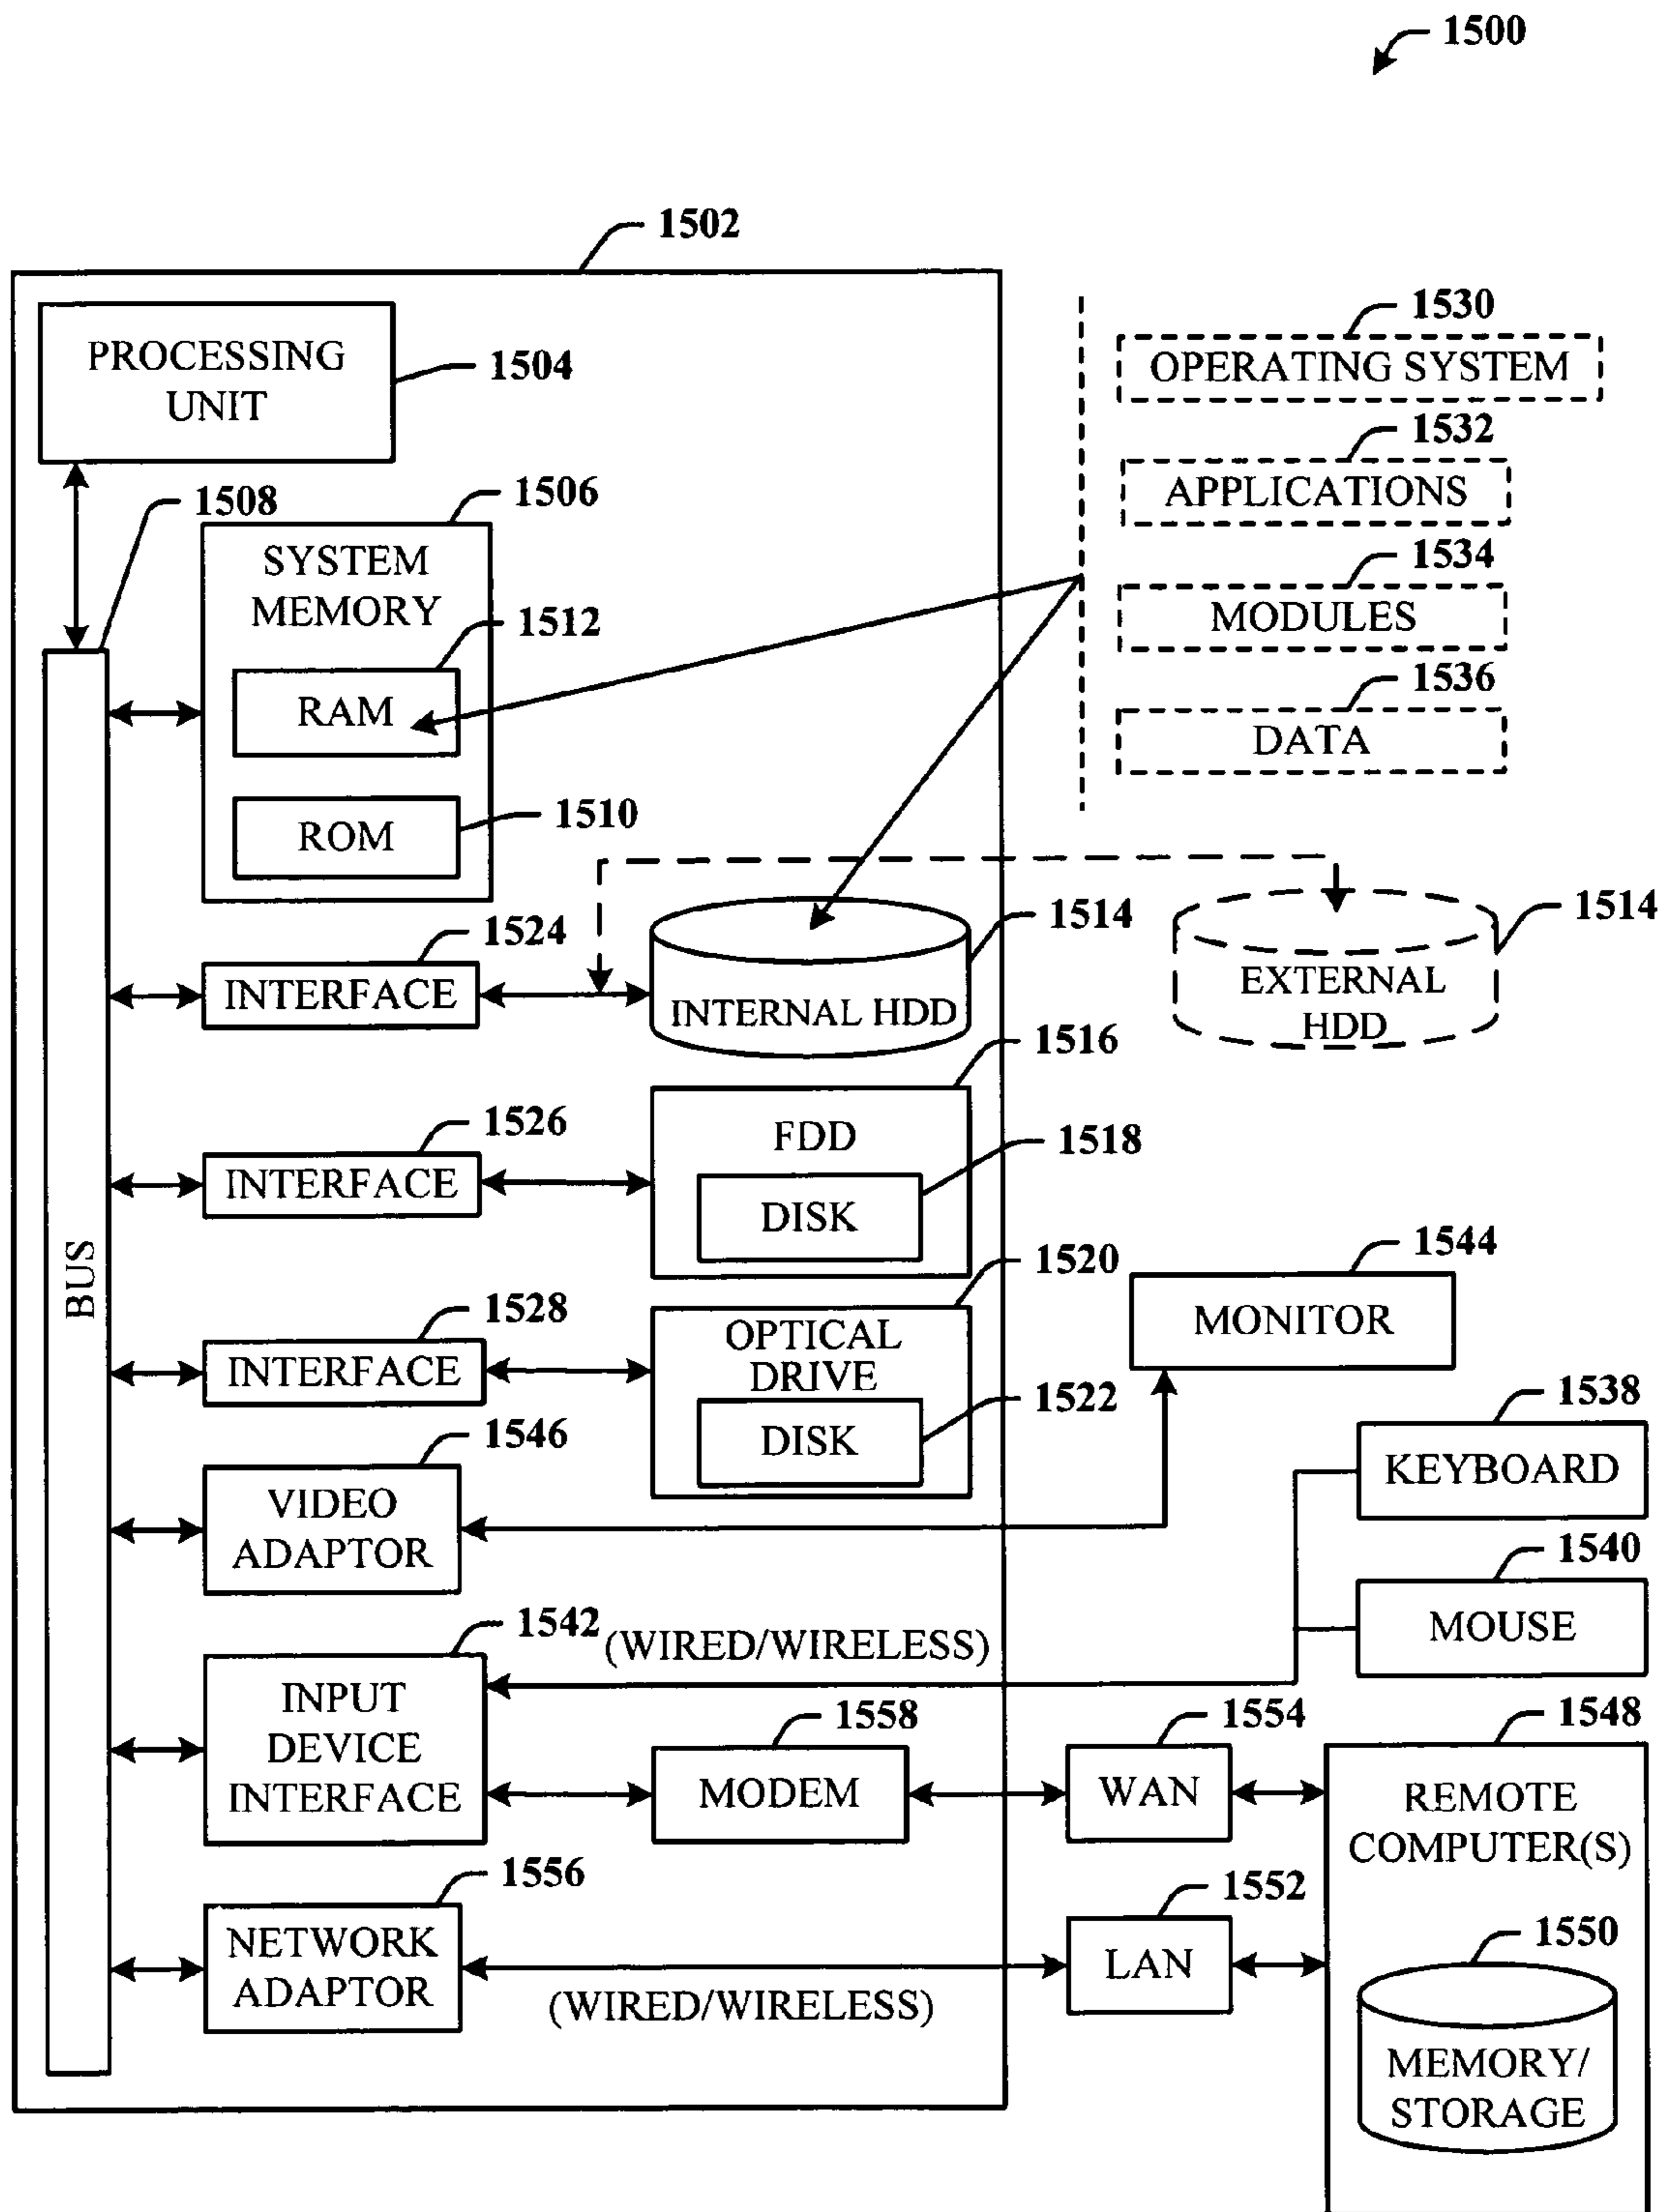 1500
1502
PROCESSING
UNIT
1504
1530
OPERATING SYSTEM
1532
APPLICATIONS
1534
MODULES
1536
DATA
1508
1506
SYSTEM
MEMORY
1512
RAM
1510
ROM
1524
INTERFACE
1514
INTERNAL HDD
1514
EXTERNAL
HDD
1516
1526
INTERFACE
FDD
1518
DISK
BUS
1520
1528
INTERFACE
OPTICAL
DRIVE
1522
DISK
1544
MONITOR
1538
KEYBOARD
1546
VIDEO
ADAPTOR
1540
MOUSE
1542
(WIRED/WIRELESS)
INPUT
DEVICE
INTERFACE
1558
MODEM
1554
WAN
1548
REMOTE
COMPUTER(S)
1556
NETWORK
ADAPTOR
(WIRED/WIRELESS)
1552
LAN
1550
MEMORY/
STORAGE